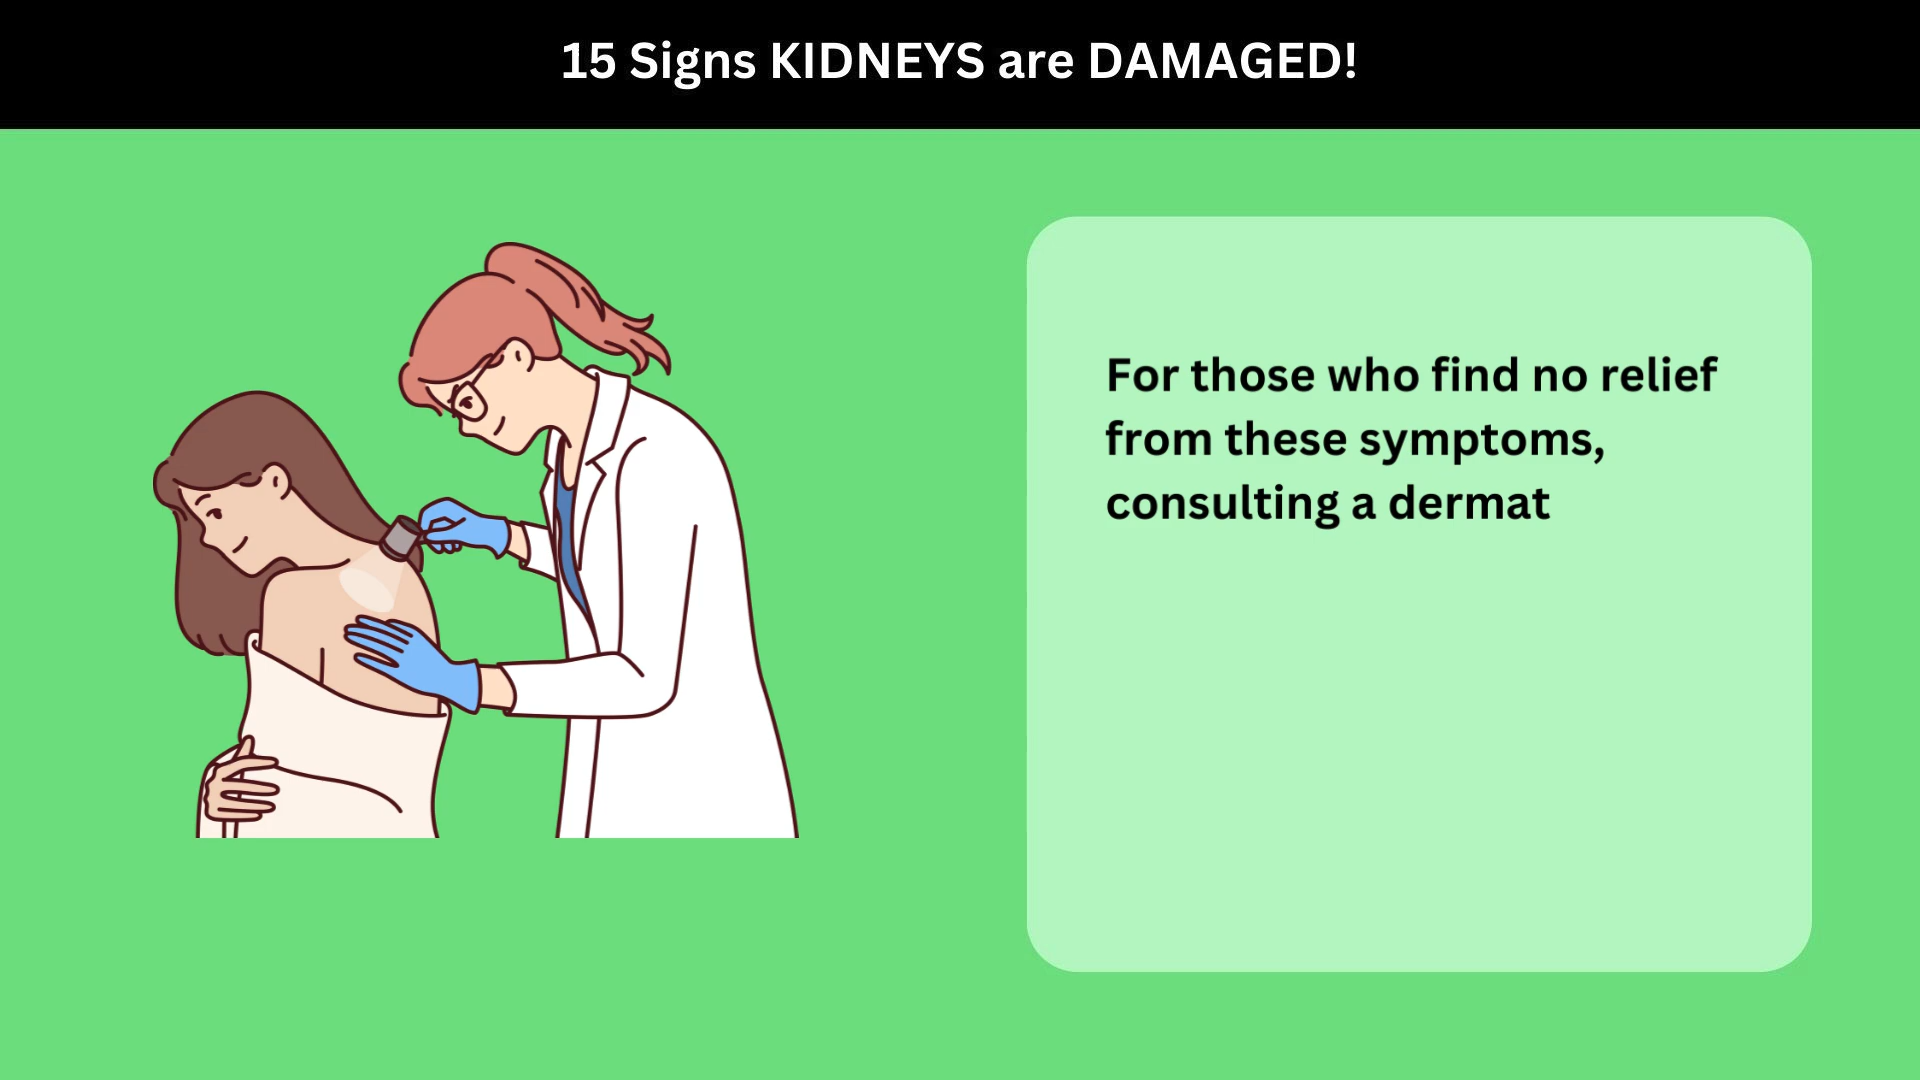 15 Signs KIDNEYS are DAMAGED!
For those who find no relief
from these symptoms,
consulting a dermat